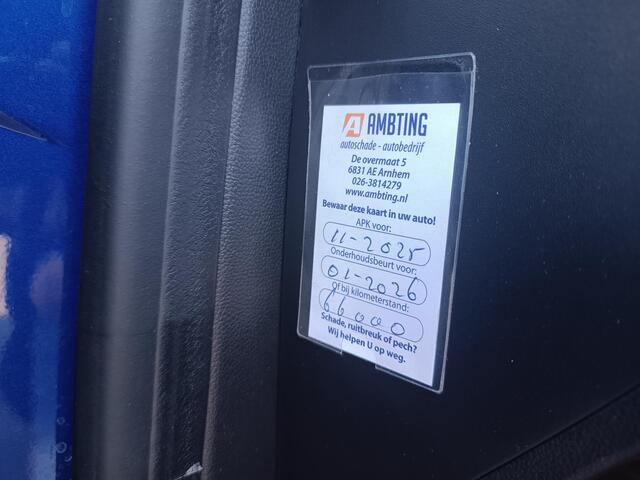 A AMBTING
autoschade - autobedrijf
De overmaat 5
6831 AE Arnhem
026-3814279
www.ambting.nl
Bewaar deze kaart in uw auto!
APK voor:
11-2025
Onderhoudsbeurt voor:
01-2026
Of bij kilometerstand:
66000
Schade, ruitbreuk of pech?
Wij helpen U op weg.